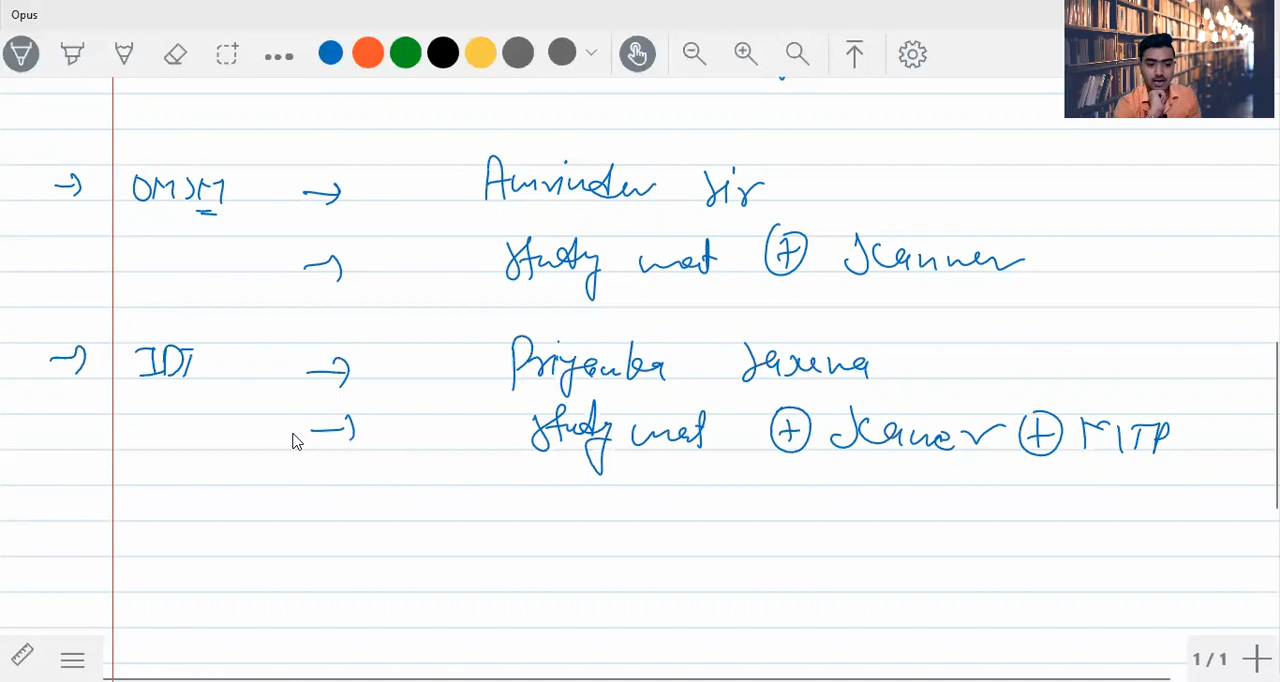 Opus
→ OMSM → Amrinder Sir
→ Study mat ⊕ Scanner
→ IDT → Priyanka Saxena
→ Study mat ⊕ Scanner ⊕ MTP
1 / 1